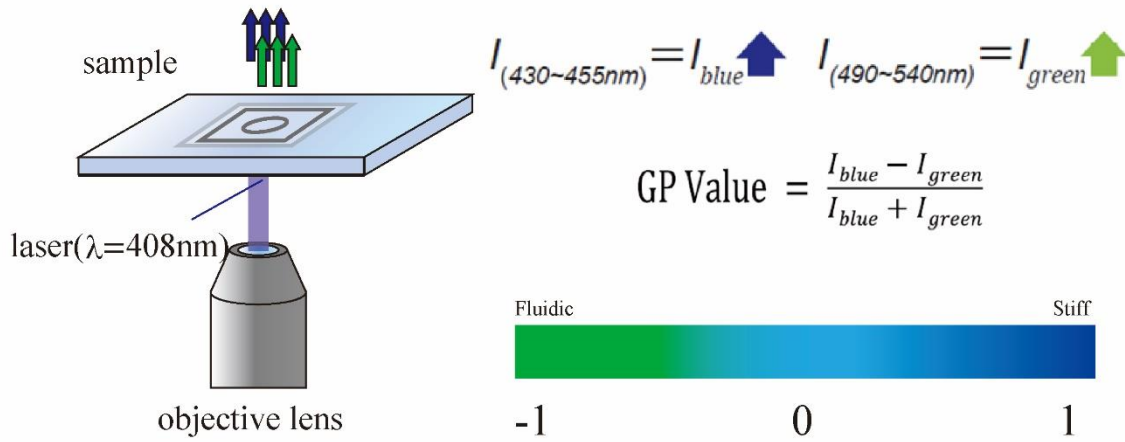 sample
laser(λ=408nm)
objective lens
I(430~455nm)=Iblue I(490~540nm)=Igreen
GP Value = (Iblue − Igreen)/(Iblue + Igreen)
Fluidic Stiff
-1 0 1